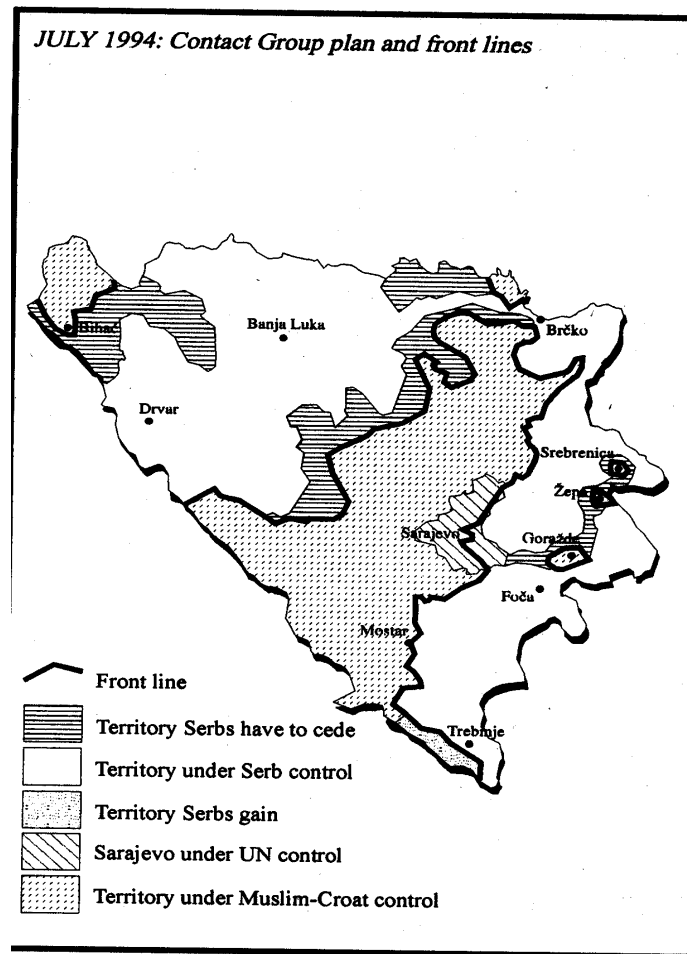 JULY 1994: Contact Group plan and front lines
Bihać
Banja Luka
Brčko
Drvar
Srebrenica
Žepa
Sarajevo
Goražde
Foča
Mostar
Trebinje
Front line
Territory Serbs have to cede
Territory under Serb control
Territory Serbs gain
Sarajevo under UN control
Territory under Muslim-Croat control